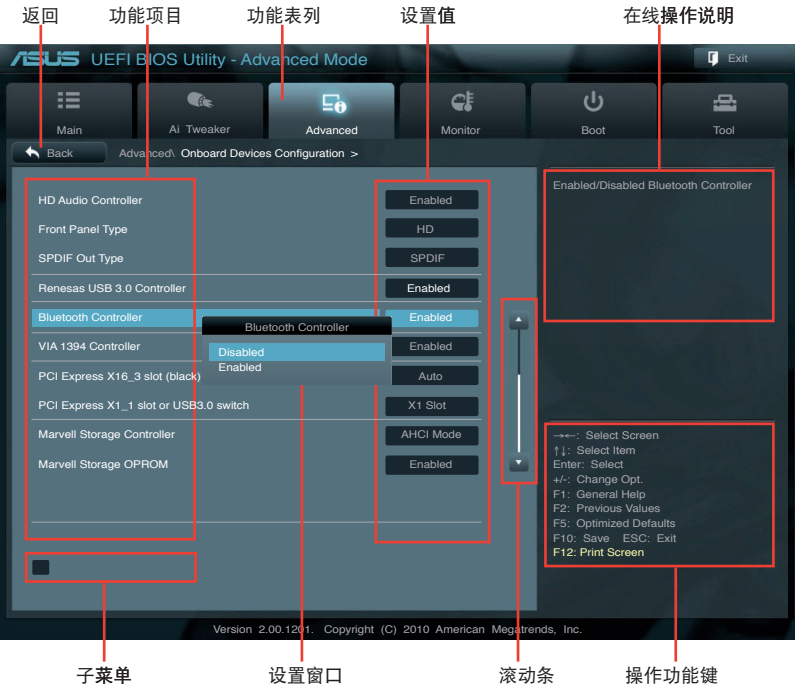 返回 功能项目 功能表列 设置值 在线操作说明
ASUS UEFI BIOS Utility - Advanced Mode Exit
Main Ai Tweaker Advanced Monitor Boot Tool
Back Advanced\ Onboard Devices Configuration >
Enabled/Disabled Bluetooth Controller
HD Audio Controller Enabled
Front Panel Type HD
SPDIF Out Type SPDIF
Renesas USB 3.0 Controller Enabled
Bluetooth Controller Enabled
Bluetooth Controller
Disabled
Enabled
VIA 1394 Controller Enabled
PCI Express X16_3 slot (black) Auto
PCI Express X1_1 slot or USB3.0 switch X1 Slot
Marvell Storage Controller AHCI Mode
Marvell Storage OPROM Enabled
→←: Select Screen
↑↓: Select Item
Enter: Select
+/-: Change Opt.
F1: General Help
F2: Previous Values
F5: Optimized Defaults
F10: Save ESC: Exit
F12: Print Screen
Version 2.00.1201. Copyright (C) 2010 American Megatrends, Inc.
子菜单 设置窗口 滚动条 操作功能键